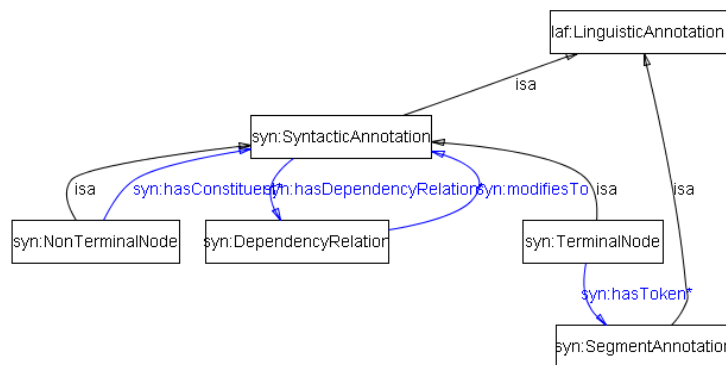 laf:LinguisticAnnotation
isa
syn:SyntacticAnnotation
isa
syn:hasConstituent*
syn:hasDependencyRelation*
syn:modifiesTo
isa
isa
syn:NonTerminalNode
syn:DependencyRelation
syn:TerminalNode
syn:hasToken*
syn:SegmentAnnotation